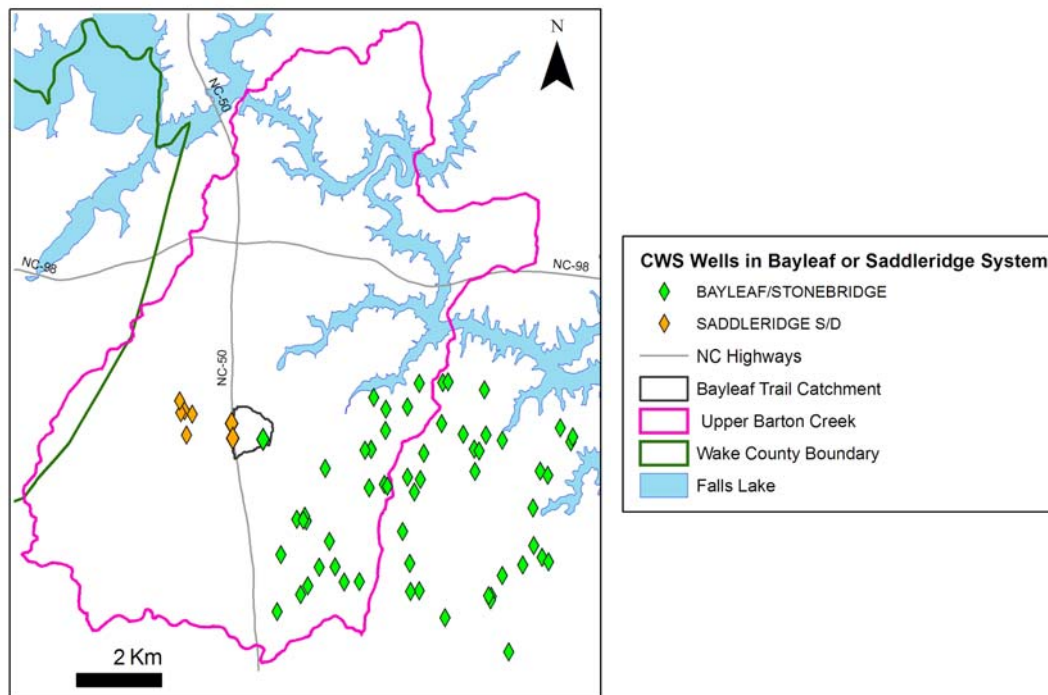 N
NC-50
NC-98
NC-98
NC-50
2 Km
CWS Wells in Bayleaf or Saddleridge System
BAYLEAF/STONEBRIDGE
SADDLERIDGE S/D
NC Highways
Bayleaf Trail Catchment
Upper Barton Creek
Wake County Boundary
Falls Lake